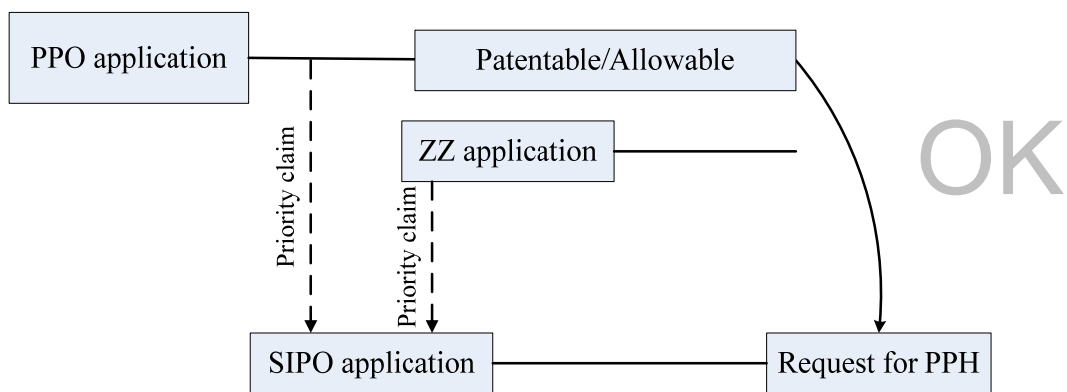 PPO application
Patentable/Allowable
ZZ application
OK
Priority claim
Priority claim
SIPO application
Request for PPH